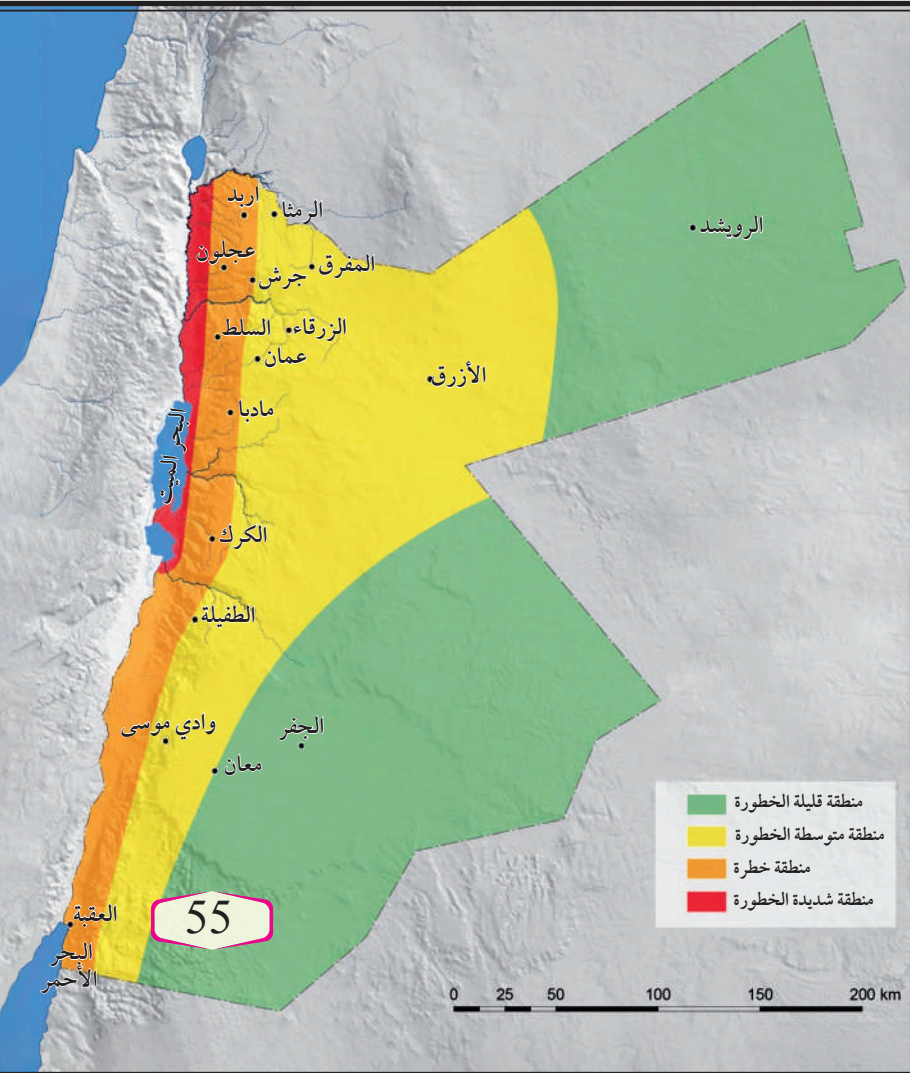 اربد
الرمثا
الرويشد
عجلون
المفرق
جرش
السلط
الزرقاء
عمان
الأزرق
مادبا
البحر الميت
الكرك
الطفيلة
وادي موسى
الجفر
معان
منطقة قليلة الخطورة
منطقة متوسطة الخطورة
منطقة خطرة
منطقة شديدة الخطورة
العقبة
55
البحر
الأحمر
0 25 50 100 150 200 km